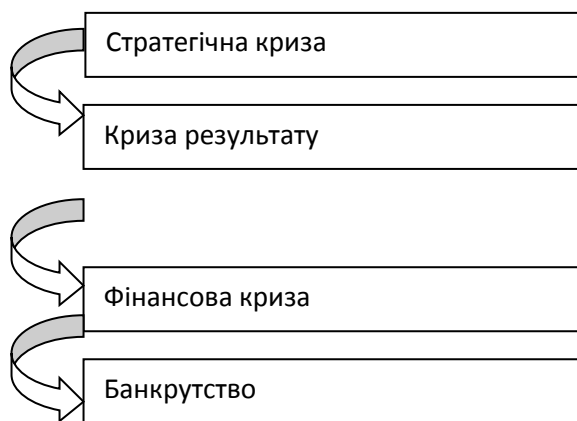 Стратегічна криза
Криза результату
Фінансова криза
Банкрутство